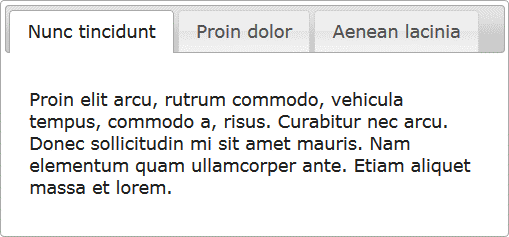 Nunc tincidunt Proin dolor Aenean lacinia
Proin elit arcu, rutrum commodo, vehicula
tempus, commodo a, risus. Curabitur nec arcu.
Donec sollicitudin mi sit amet mauris. Nam
elementum quam ullamcorper ante. Etiam aliquet
massa et lorem.